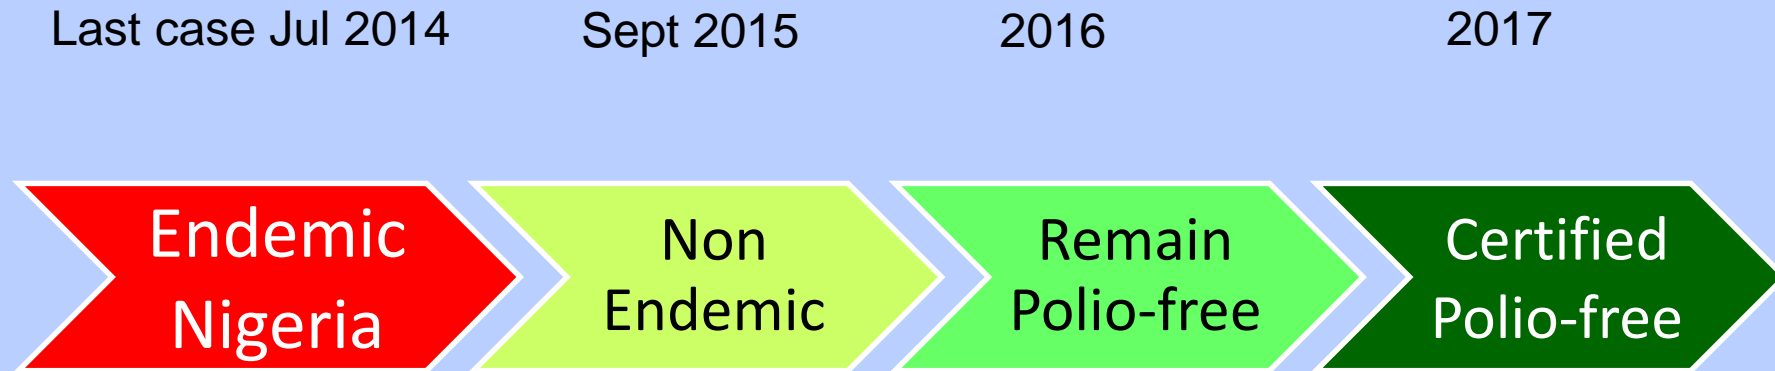 Last case Jul 2014
Sept 2015
2016
2017
Endemic
Nigeria
Non
Endemic
Remain
Polio-free
Certified
Polio-free